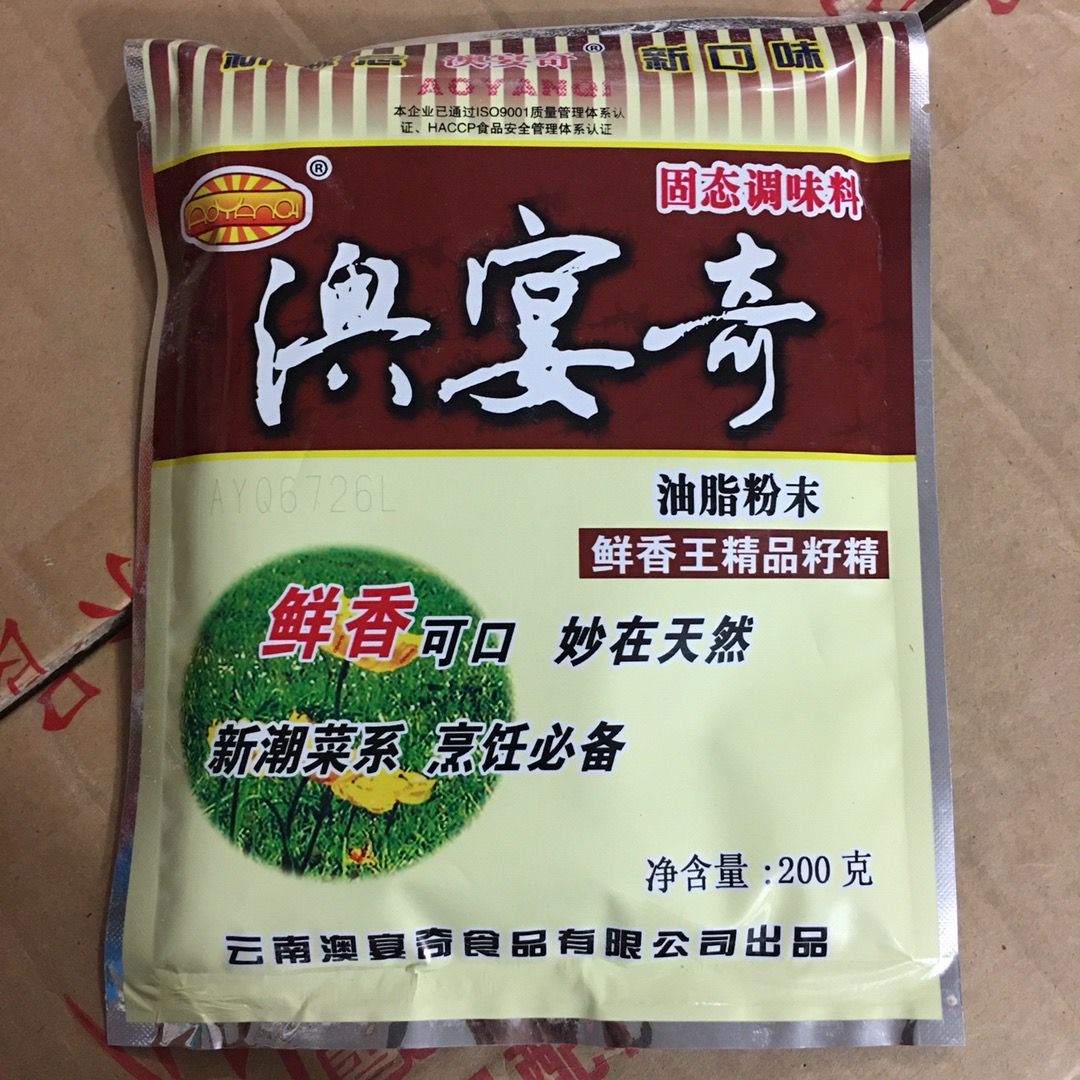 澳宴奇® 新口味
AOYANQI
本企业已通过ISO9001质量管理体系认
证、HACCP食品安全管理体系认证
AOYANQI ®
固态调味料
澳宴奇
AYQ6726L
油脂粉末
鲜香王精品籽精
鲜香可口 妙在天然
新潮菜系 烹饪必备
净含量:200克
云南澳宴奇食品有限公司出品